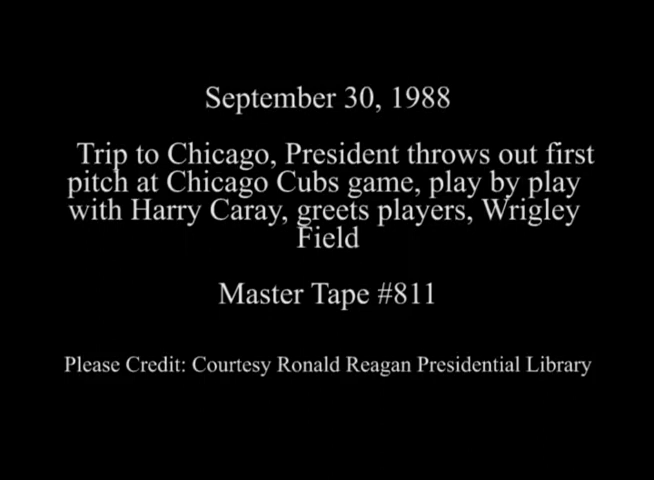 September 30, 1988
Trip to Chicago, President throws out first
pitch at Chicago Cubs game, play by play
with Harry Caray, greets players, Wrigley
Field
Master Tape #811
Please Credit: Courtesy Ronald Reagan Presidential Library